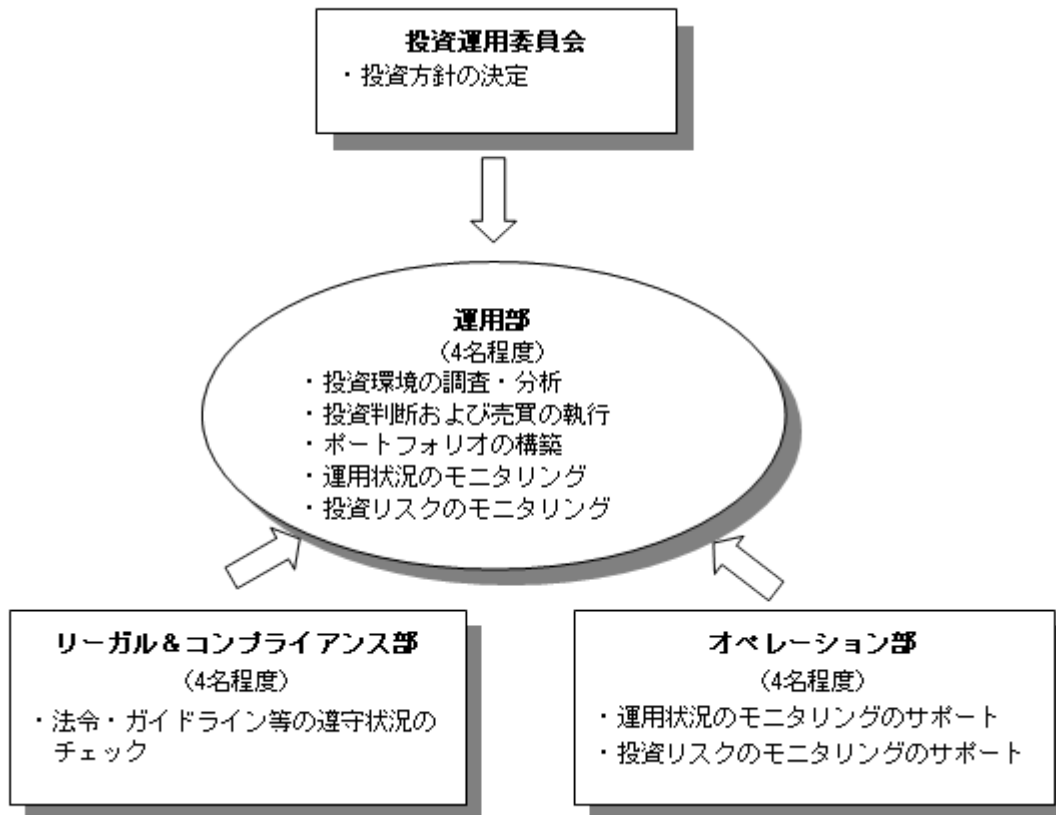 投資運用委員会
・投資方針の決定
運用部
(4名程度)
・投資環境の調査・分析
・投資判断および売買の執行
・ポートフォリオの構築
・運用状況のモニタリング
・投資リスクのモニタリング
リーガル＆コンプライアンス部
(4名程度)
・法令・ガイドライン等の遵守状況の
チェック
オペレーション部
(4名程度)
・運用状況のモニタリングのサポート
・投資リスクのモニタリングのサポート